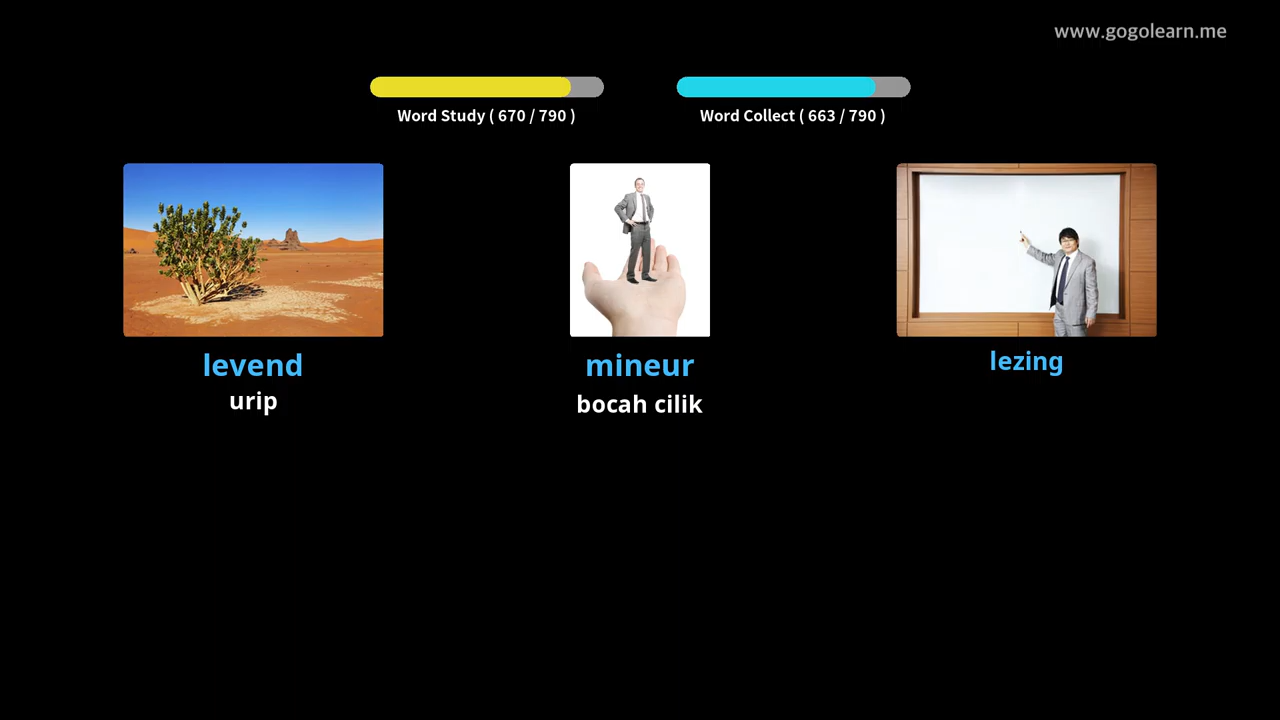 www.gogolearn.me
Word Study ( 670 / 790 )
Word Collect ( 663 / 790 )
levend
urip
mineur
bocah cilik
lezing